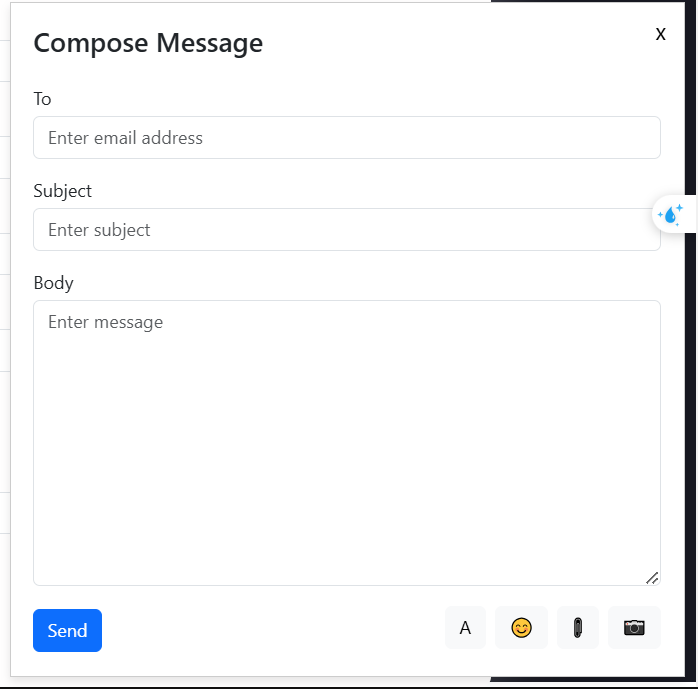 Compose Message
X
To
Enter email address
Subject
Enter subject
Body
Enter message
Send
A